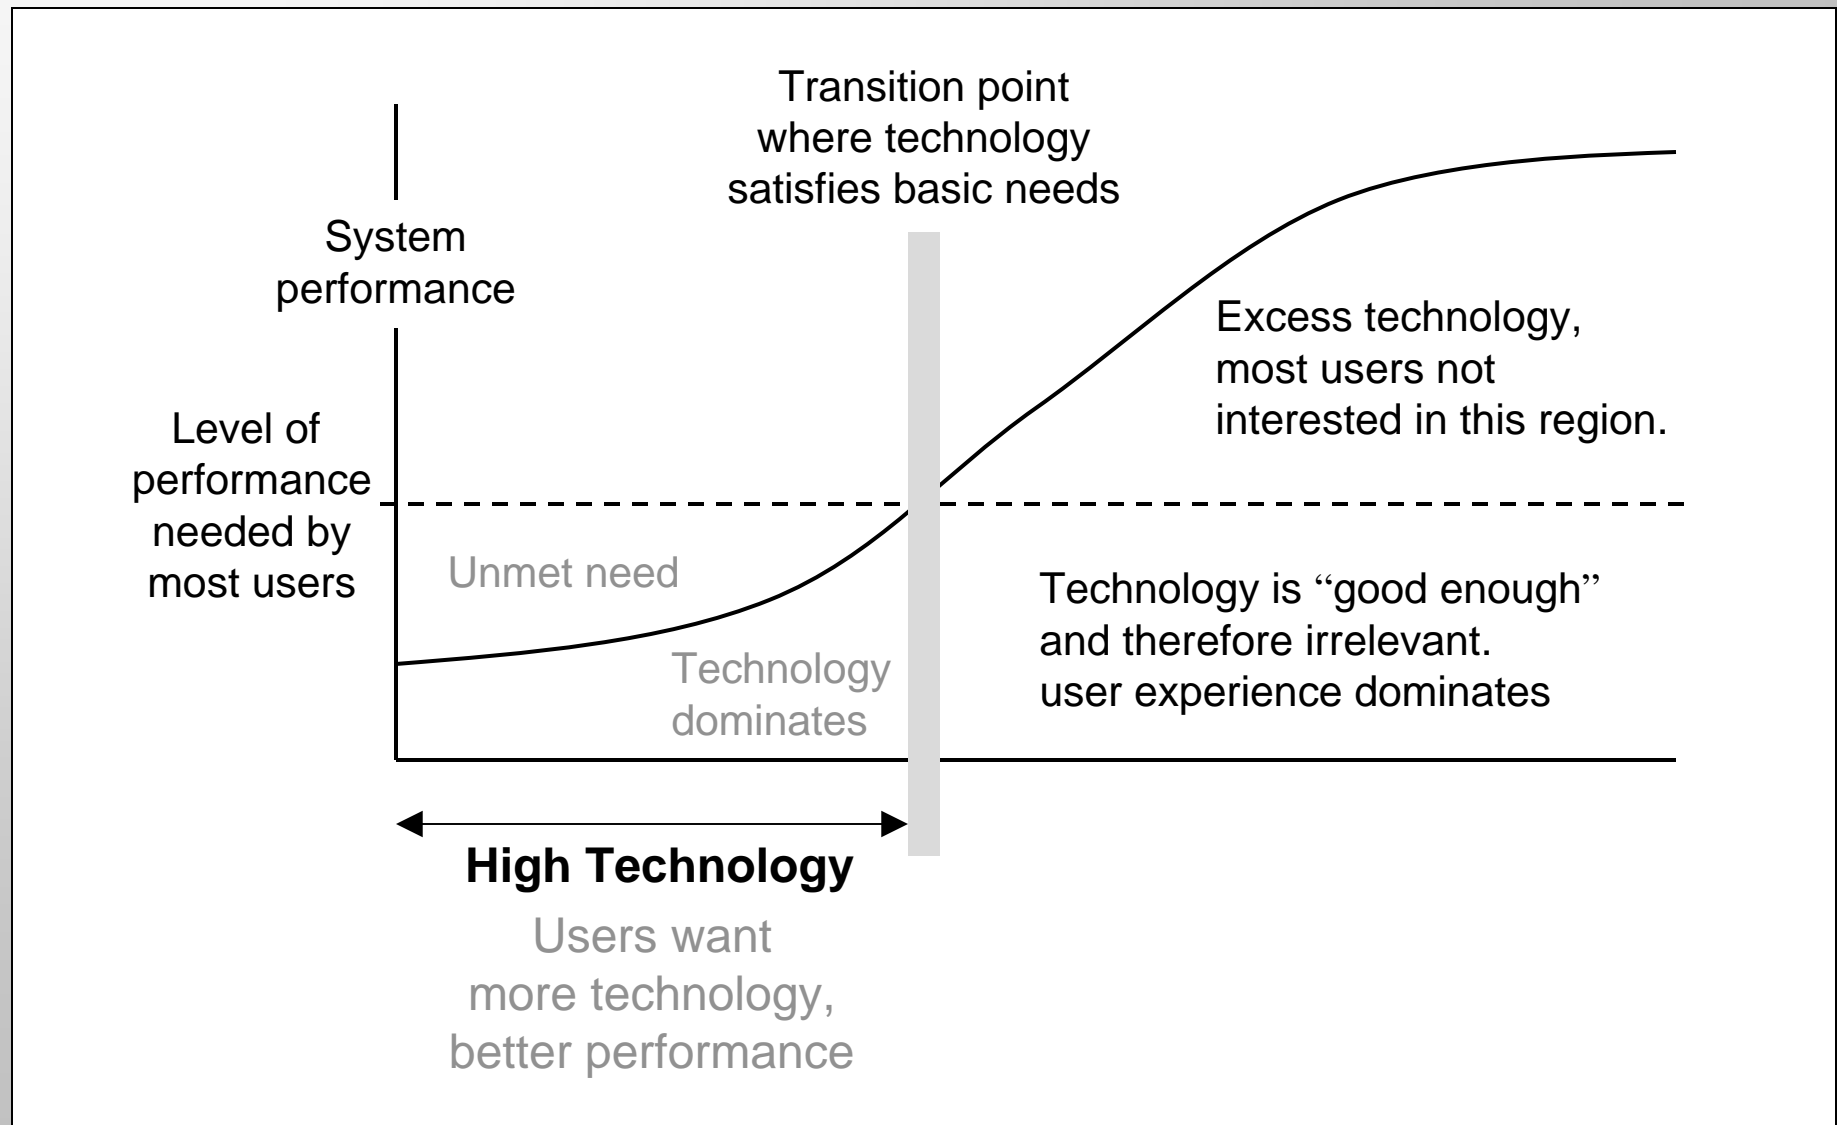 Transition point
where technology
satisfies basic needs
System
performance
Excess technology,
most users not
interested in this region.
Level of
performance
needed by
most users
Unmet need
Technology
dominates
Technology is “good enough”
and therefore irrelevant.
user experience dominates
High Technology
Users want
more technology,
better performance